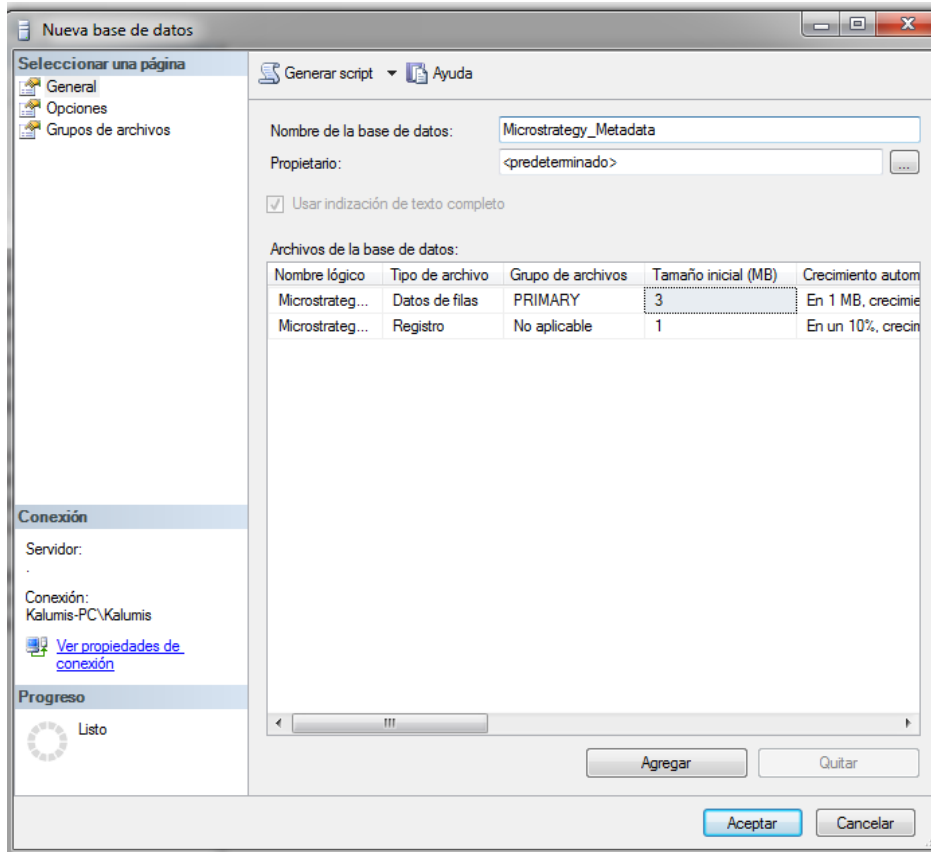 Nueva base de datos
Seleccionar una página
General
Opciones
Grupos de archivos
Generar script Ayuda
Nombre de la base de datos: Microstrategy_Metadata
Propietario: <predeterminado> ...
Usar indización de texto completo
Archivos de la base de datos:
Nombre lógico Tipo de archivo Grupo de archivos Tamaño inicial (MB) Crecimiento autom
Microstrateg... Datos de filas PRIMARY 3 En 1 MB, crecimie
Microstrateg... Registro No aplicable 1 En un 10%, crecim
Conexión
Servidor:
.
Conexión:
Kalumis-PC\Kalumis
Ver propiedades de
conexión
Progreso
Listo
Agregar Quitar
Aceptar Cancelar